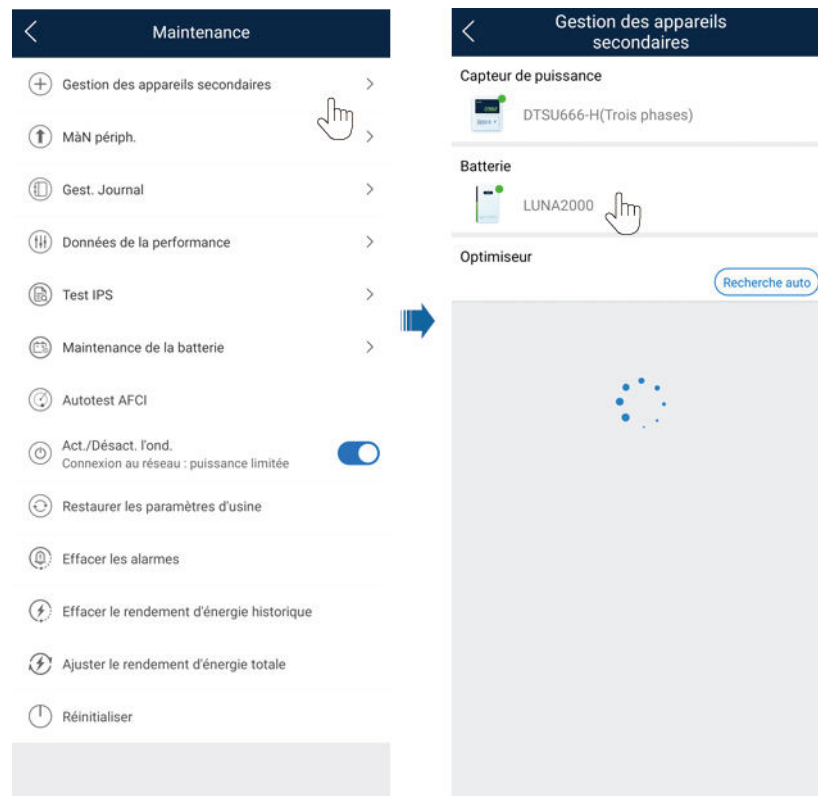 Maintenance
Gestion des appareils secondaires
MàN périph.
Gest. Journal
Données de la performance
Test IPS
Maintenance de la batterie
Autotest AFCI
Act./Désact. l'ond.
Connexion au réseau : puissance limitée
Restaurer les paramètres d'usine
Effacer les alarmes
Effacer le rendement d'énergie historique
Ajuster le rendement d'énergie totale
Réinitialiser
Gestion des appareils
secondaires
Capteur de puissance
DTSU666-H(Trois phases)
Batterie
LUNA2000
Optimiseur
Recherche auto